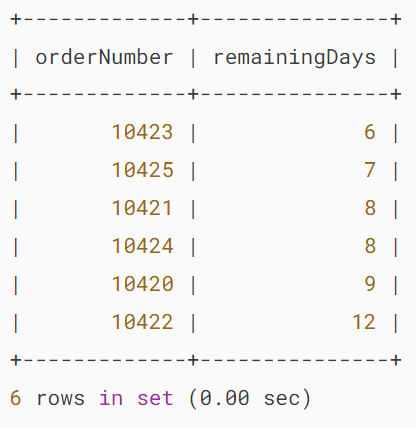 +-------------+---------------+
| orderNumber | remainingDays |
+-------------+---------------+
|       10423 |             6 |
|       10425 |             7 |
|       10421 |             8 |
|       10424 |             8 |
|       10420 |             9 |
|       10422 |            12 |
+-------------+---------------+
6 rows in set (0.00 sec)